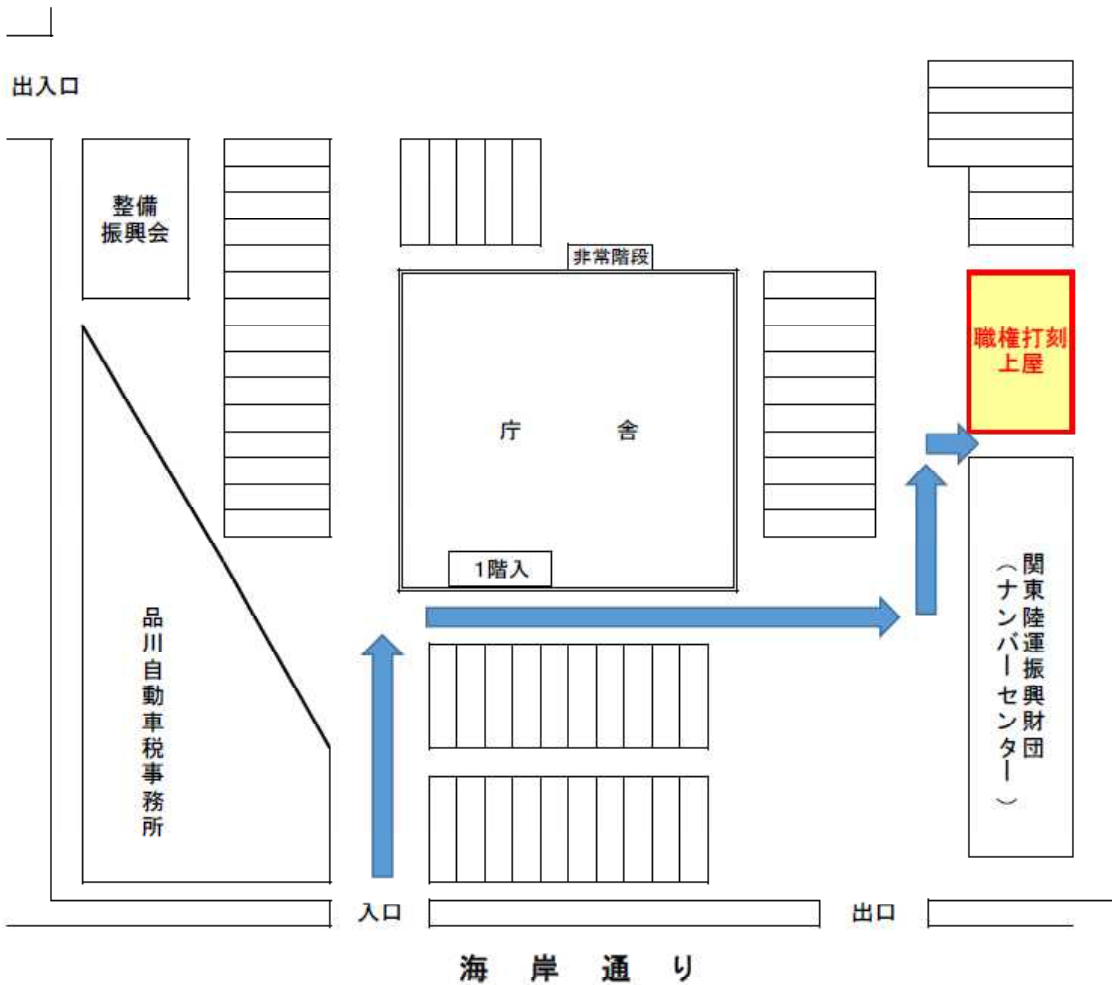 出入口
整備
振興会
非常階段
職権打刻
上屋
庁　舎
1階入
品川自動車税事務所
関東陸運振興財団
（ナンバーセンター）
入口
出口
海岸通り